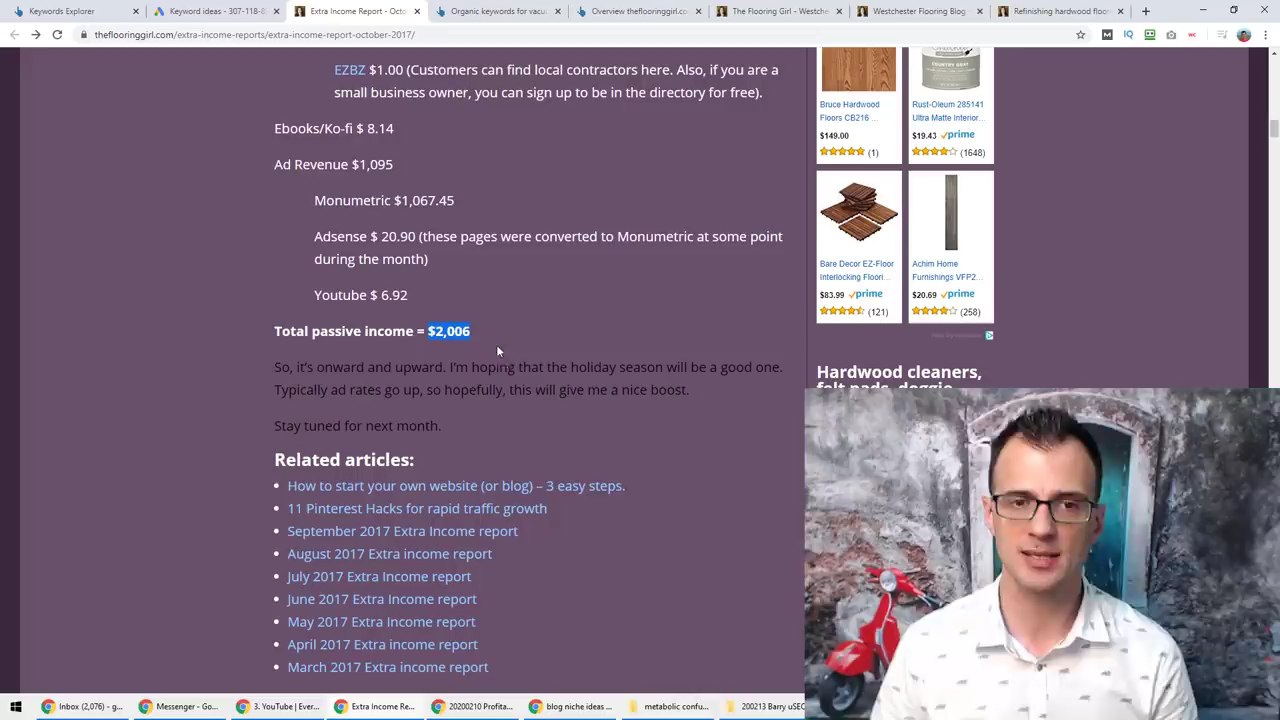 Keywords Explorer
Keyword ideas - 307-118-8
Extra Income Report - Octo
Organic keywords for vacu
Overview theflooringgirl.co
The Flooring Girl - Westche
Westchester Flooring Blog
Refinishing hardwood floor
theflooringgirl.com/extra-income-reports/extra-income-report-october-2017/
EZBZ $1.00 (Customers can find local contractors here. Also, if you are a
small business owner, you can sign up to be in the directory for free).
Ebooks/Ko-fi $ 8.14
Ad Revenue $1,095
Monumetric $1,067.45
Adsense $ 20.90 (these pages were converted to Monumetric at some point
during the month)
Youtube $ 6.92
Total passive income = $2,006
So, it's onward and upward. I'm hoping that the holiday season will be a good one.
Typically ad rates go up, so hopefully, this will give me a nice boost.
Stay tuned for next month.
Related articles:
How to start your own website (or blog) – 3 easy steps.
11 Pinterest Hacks for rapid traffic growth
September 2017 Extra Income report
August 2017 Extra income report
July 2017 Extra Income report
June 2017 Extra Income report
May 2017 Extra Income report
April 2017 Extra Income report
March 2017 Extra income report
COUNTRY GRAY
Bruce Hardwood
Floors CB216 ...
$149.00
(1)
Rust-Oleum 285141
Ultra Matte Interior...
$19.43 prime
(1648)
Bare Decor EZ-Floor
Interlocking Floori...
$83.99 prime
(121)
Achim Home
Furnishings VFP2...
$20.69 prime
(258)
Hardwood cleaners,
felt pads, doggie
Inbox (2,076) - g...
Messenger - Go...
3. YouTube | Ever...
Extra Income Re...
20200210 Profita...
blog niche ideas ...
metabolic confu...
200213 Barry uSEC...